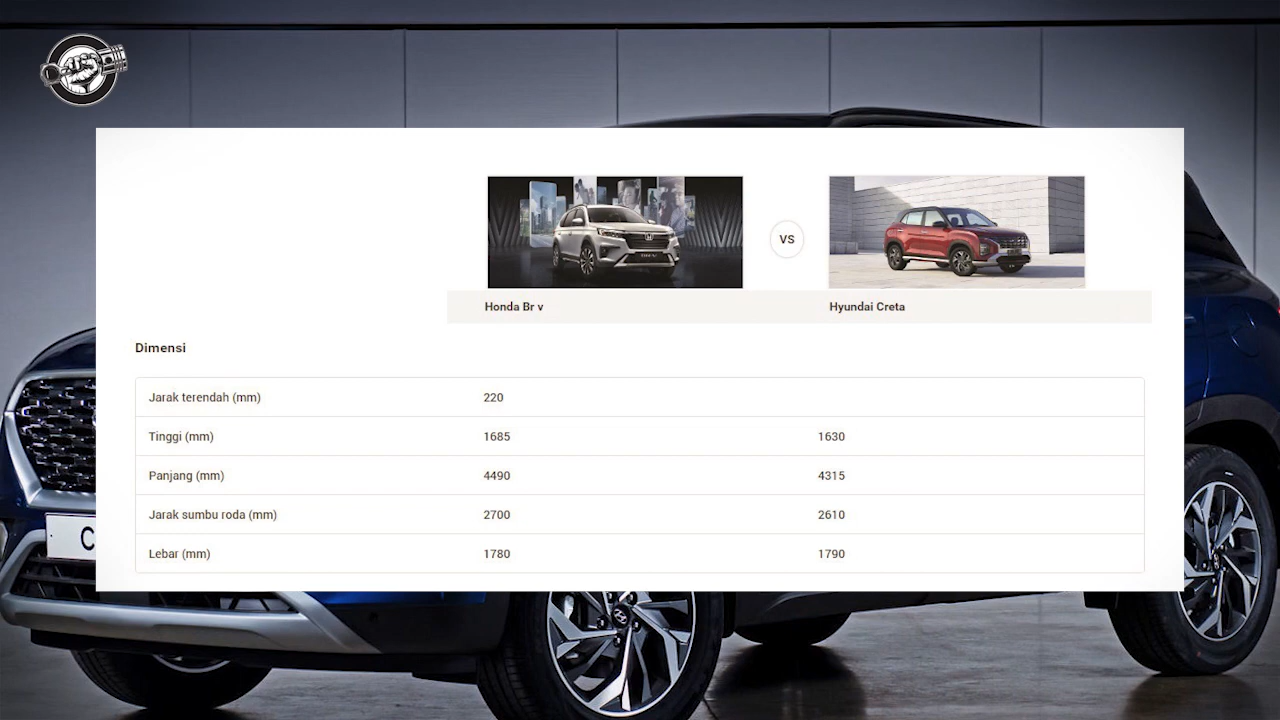 VS
Honda Br v Hyundai Creta
Dimensi
Jarak terendah (mm) 220
Tinggi (mm) 1685 1630
Panjang (mm) 4490 4315
Jarak sumbu roda (mm) 2700 2610
Lebar (mm) 1780 1790
C